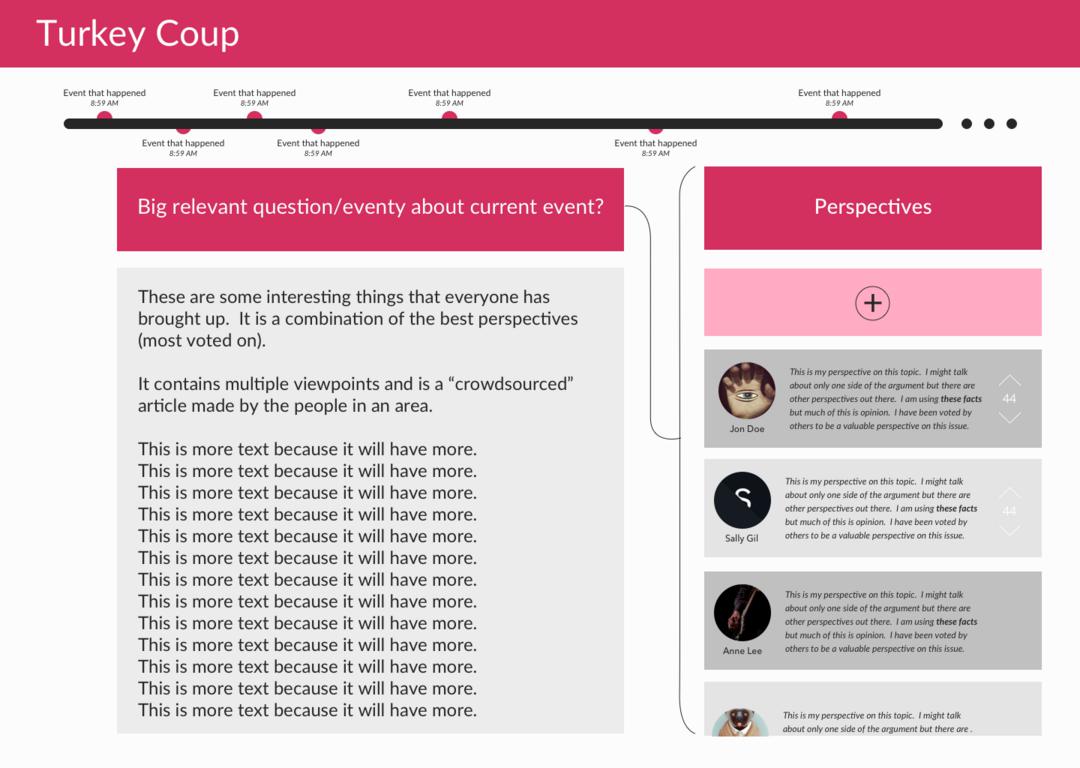 Turkey Coup
Event that happened
8:59 AM
Event that happened
8:59 AM
Event that happened
8:59 AM
Event that happened
8:59 AM
Event that happened
8:59 AM
Event that happened
8:59 AM
Event that happened
8:59 AM
Big relevant question/eventy about current event?
These are some interesting things that everyone has
brought up.  It is a combination of the best perspectives
(most voted on).
It contains multiple viewpoints and is a “crowdsourced”
article made by the people in an area.
This is more text because it will have more.
This is more text because it will have more.
This is more text because it will have more.
This is more text because it will have more.
This is more text because it will have more.
This is more text because it will have more.
This is more text because it will have more.
This is more text because it will have more.
This is more text because it will have more.
This is more text because it will have more.
This is more text because it will have more.
This is more text because it will have more.
This is more text because it will have more.
Perspectives
+
This is my perspective on this topic.  I might talk
about only one side of the argument but there are
other perspectives out there.  I am using these facts
but much of this is opinion.  I have been voted by
others to be a valuable perspective on this issue.
Jon Doe
44
This is my perspective on this topic.  I might talk
about only one side of the argument but there are
other perspectives out there.  I am using these facts
but much of this is opinion.  I have been voted by
others to be a valuable perspective on this issue.
Sally Gil
44
This is my perspective on this topic.  I might talk
about only one side of the argument but there are
other perspectives out there.  I am using these facts
but much of this is opinion.  I have been voted by
others to be a valuable perspective on this issue.
Anne Lee
This is my perspective on this topic.  I might talk
about only one side of the argument but there are .